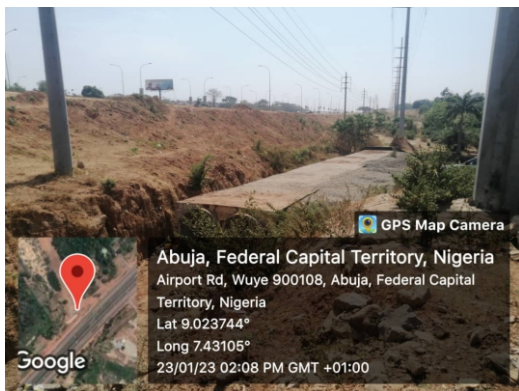 GPS Map Camera
Abuja, Federal Capital Territory, Nigeria
Airport Rd, Wuye 900108, Abuja, Federal Capital
Territory, Nigeria
Lat 9.023744°
Long 7.43105°
23/01/23 02:08 PM GMT +01:00
Google